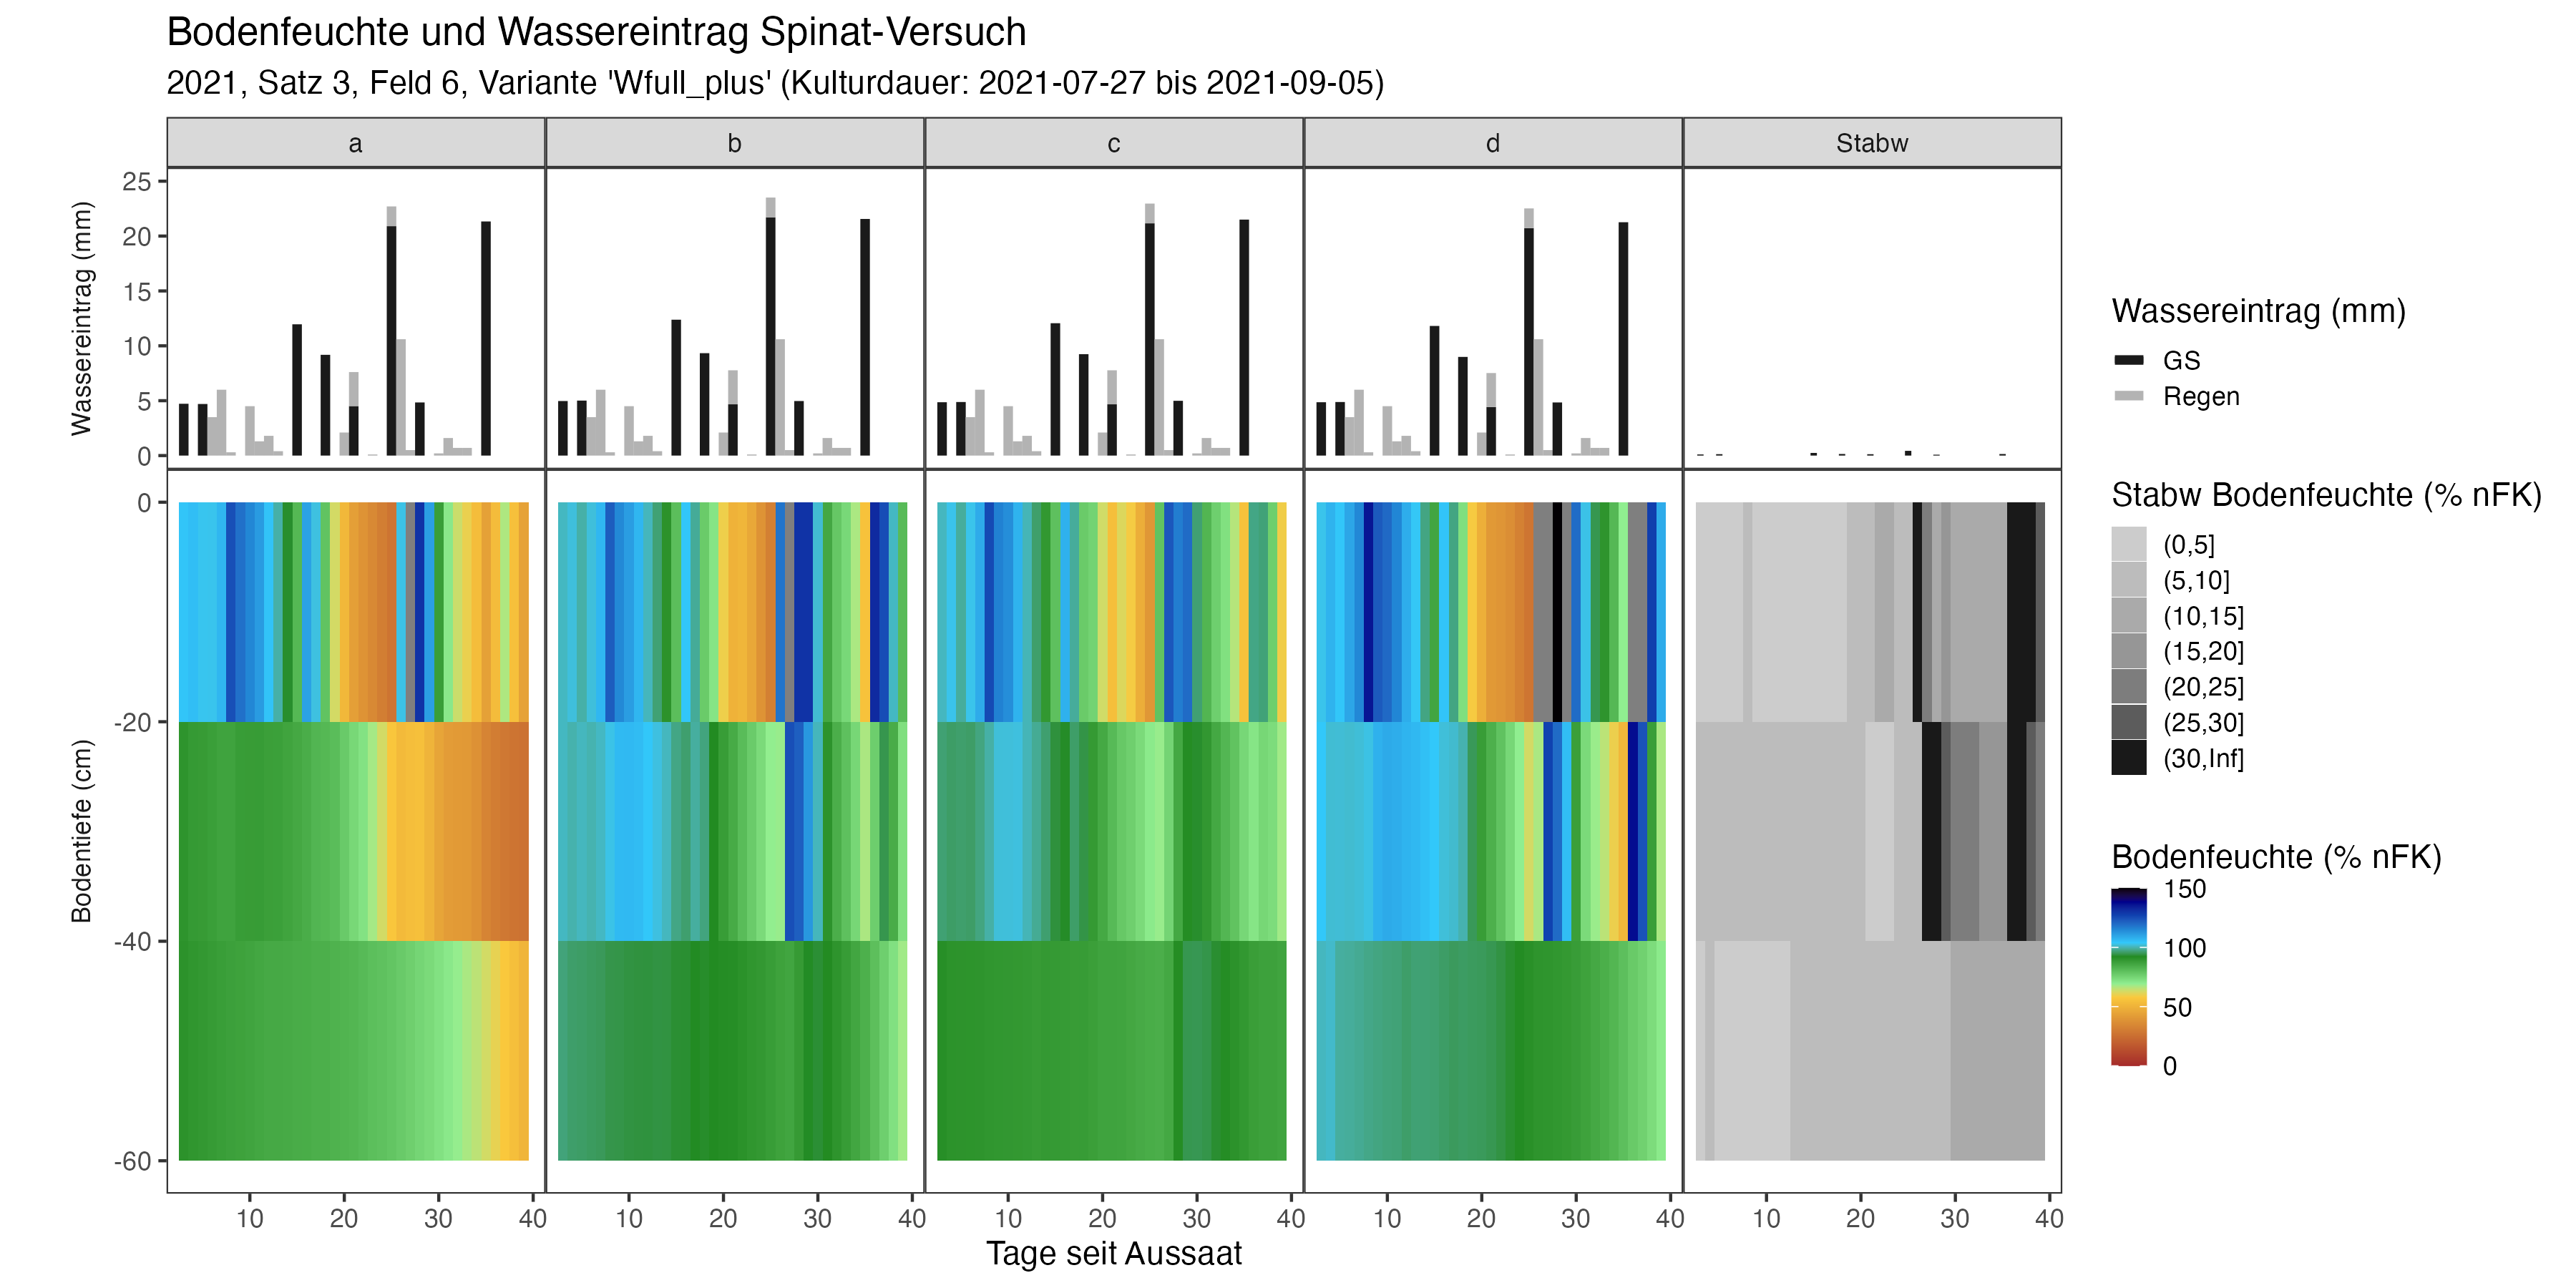 Bodenfeuchte und Wassereintrag Spinat-Versuch
2021, Satz 3, Feld 6, Variante 'Wfull_plus' (Kulturdauer: 2021-07-27 bis 2021-09-05)
a b c d Stabw
Wassereintrag (mm)
25
20
15
10
5
0
Bodentiefe (cm)
0
-20
-40
-60
10 20 30 40 10 20 30 40 10 20 30 40 10 20 30 40 10 20 30 40
Tage seit Aussaat
Wassereintrag (mm)
GS
Regen
Stabw Bodenfeuchte (% nFK)
(0,5]
(5,10]
(10,15]
(15,20]
(20,25]
(25,30]
(30,Inf]
Bodenfeuchte (% nFK)
150
100
50
0